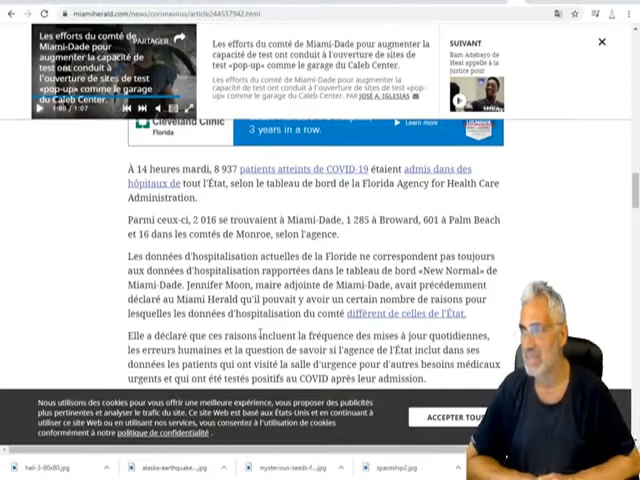 miamiherald.com/news/coronavirus/article244537942.html
Les efforts du comté de
Miami-Dade pour
augmenter la capacité
de test ont conduit à
l'ouverture de sites de test
«pop-up» comme le garage
du Caleb Center.
PARTAGER
1:00 / 1:07
Les efforts du comté de Miami-Dade pour augmenter la
capacité de test ont conduit à l'ouverture de sites de
test «pop-up» comme le garage du Caleb Center.
Les efforts du comté de Miami-Dade pour augmenter la
capacité de test ont conduit à l'ouverture de sites de test «pop-
up» comme le garage du Caleb Center. PAR JOSÉ A. IGLESIAS
SUIVANT
Bam Adebayo de
Heat appelle à la
justice pour
Cleveland Clinic
Florida
3 years in a row.
Learn more
À 14 heures mardi, 8 937 patients atteints de COVID-19 étaient admis dans des
hôpitaux de tout l'État, selon le tableau de bord de la Florida Agency for Health Care
Administration.
Parmi ceux-ci, 2 016 se trouvaient à Miami-Dade, 1 285 à Broward, 601 à Palm Beach
et 16 dans les comtés de Monroe, selon l'agence.
Les données d'hospitalisation actuelles de la Floride ne correspondent pas toujours
aux données d'hospitalisation rapportées dans le tableau de bord «New Normal» de
Miami-Dade. Jennifer Moon, maire adjointe de Miami-Dade, avait précédemment
déclaré au Miami Herald qu'il pouvait y avoir un certain nombre de raisons pour
lesquelles les données d'hospitalisation du comté diffèrent de celles de l'État.
Elle a déclaré que ces raisons incluent la fréquence des mises à jour quotidiennes,
les erreurs humaines et la question de savoir si l'agence de l'État inclut dans ses
données les patients qui ont visité la salle d'urgence pour d'autres besoins médicaux
urgents et qui ont été testés positifs au COVID après leur admission.
Nous utilisons des cookies pour vous offrir une meilleure expérience, vous proposer des publicités
plus pertinentes et analyser le trafic du site. Ce site Web est basé aux États-Unis et en continuant à
utiliser ce site Web ou en utilisant nos services, vous consentez à l'utilisation de cookies
conformément à notre politique de confidentialité .
ACCEPTER TOU
hail-3-80x80.jpg
alaska-earthquake....jpg
mysterious-seeds-f....jpg
spaceship2.jpg